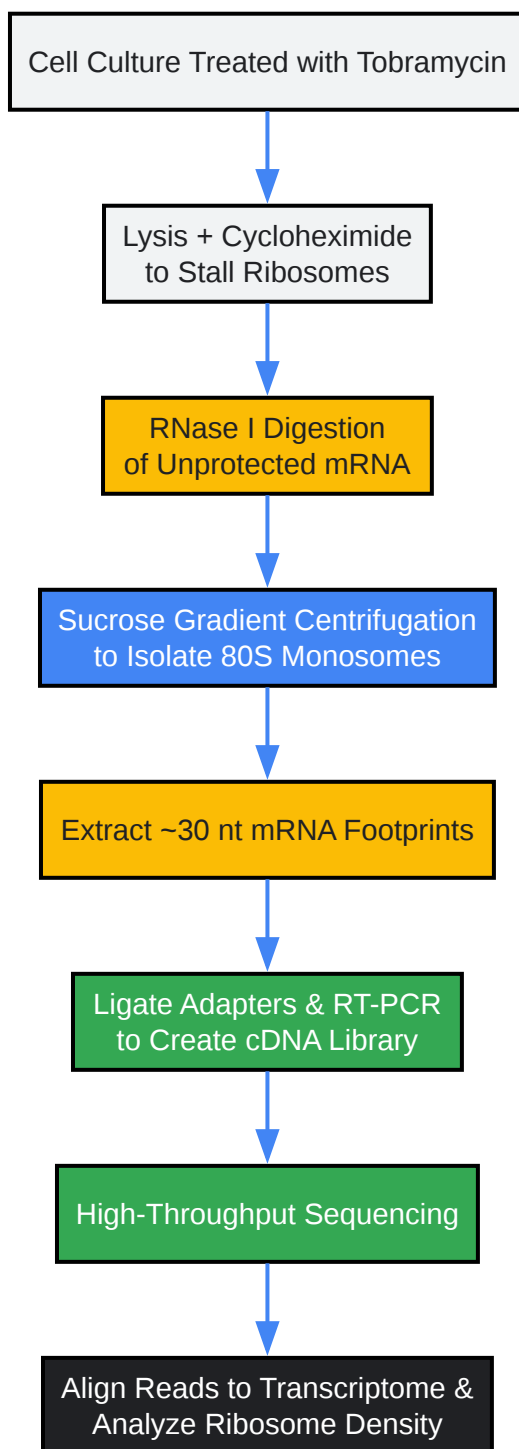 Cell Culture Treated with Tobramycin
Lysis + Cycloheximide
to Stall Ribosomes
RNase I Digestion
of Unprotected mRNA
Sucrose Gradient Centrifugation
to Isolate 80S Monosomes
Extract ~30 nt mRNA Footprints
Ligate Adapters & RT-PCR
to Create cDNA Library
High-Throughput Sequencing
Align Reads to Transcriptome &
Analyze Ribosome Density